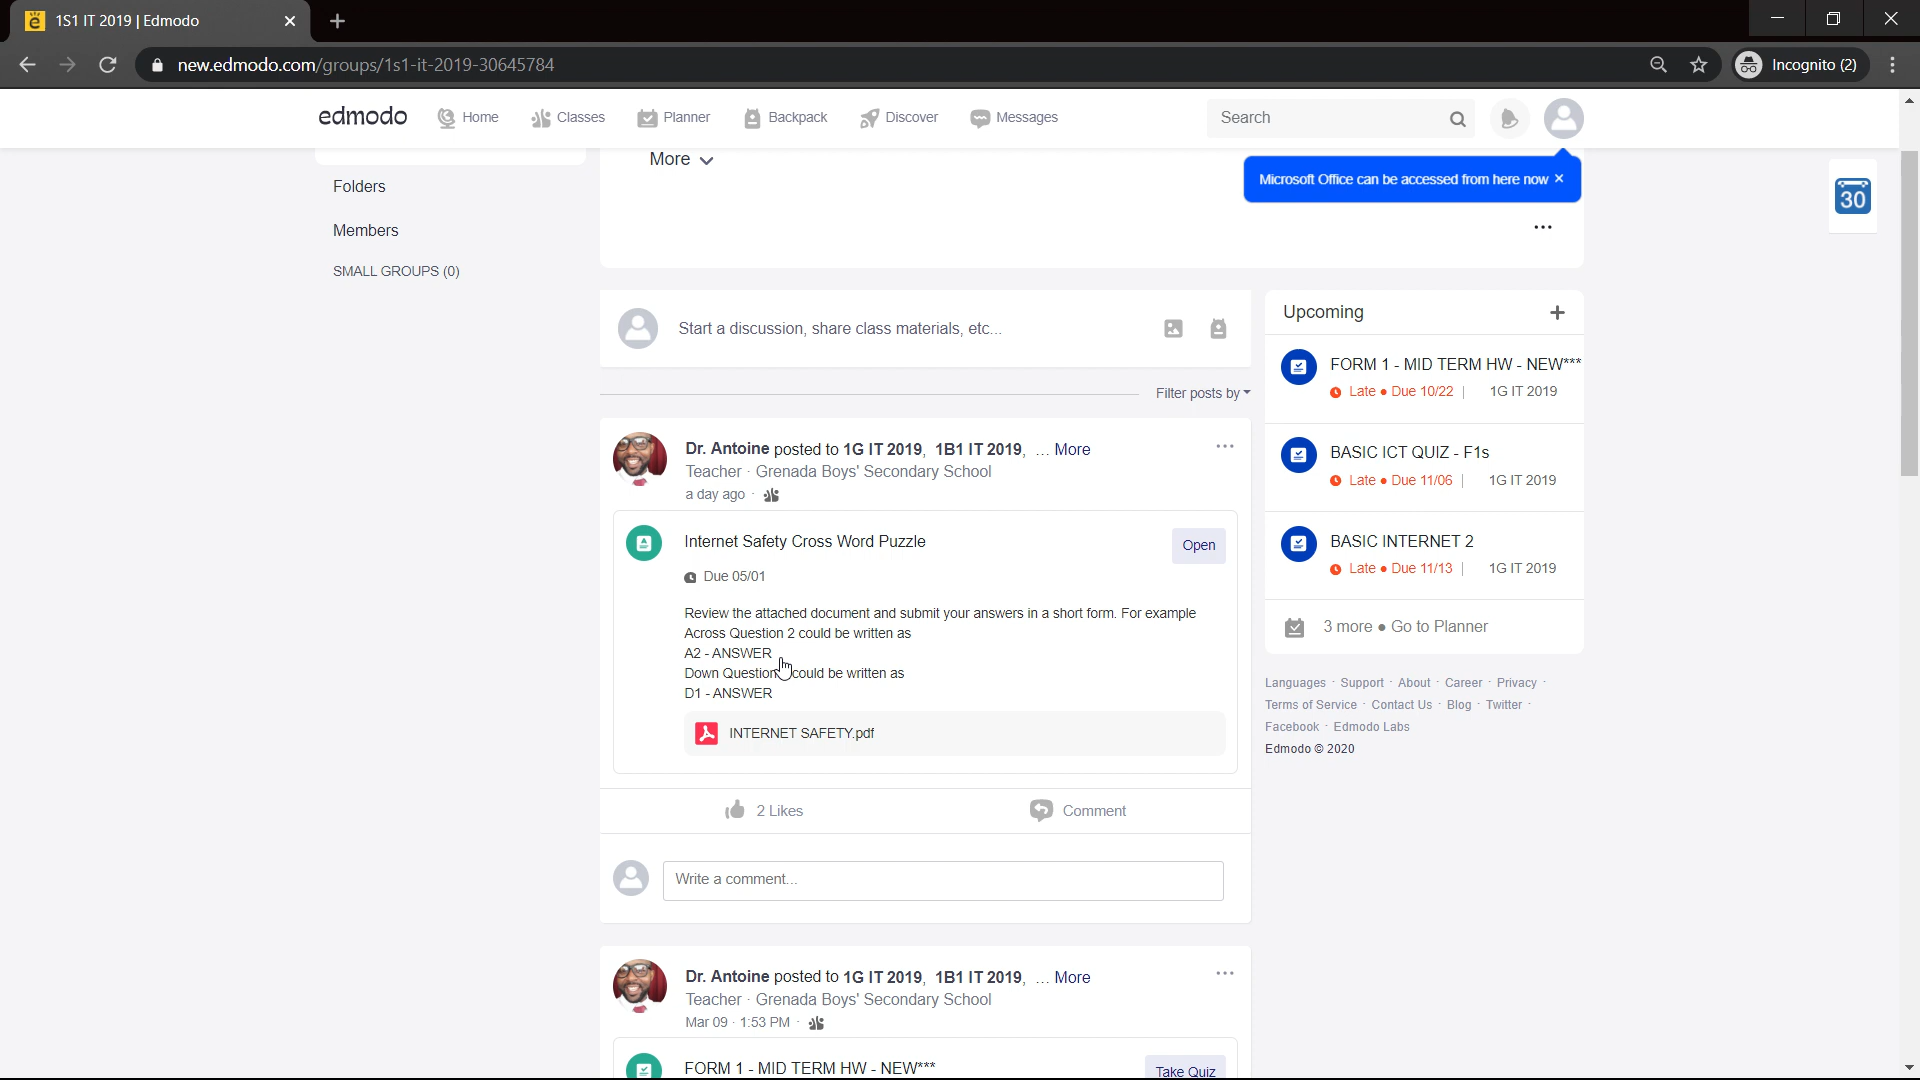 1S1 IT 2019 | Edmodo
new.edmodo.com/groups/1s1-it-2019-30645784
Incognito (2)
edmodo
Home
Classes
Planner
Backpack
Discover
Messages
Search
More
Microsoft Office can be accessed from here now ×
30
Folders
Members
SMALL GROUPS (0)
Start a discussion, share class materials, etc...
Filter posts by
Dr. Antoine posted to 1G IT 2019, 1B1 IT 2019, ... More
Teacher · Grenada Boys' Secondary School
a day ago ·
Internet Safety Cross Word Puzzle
Open
Due 05/01
Review the attached document and submit your answers in a short form. For example
Across Question 2 could be written as
A2 - ANSWER
Down Question could be written as
D1 - ANSWER
INTERNET SAFETY.pdf
2 Likes
Comment
Write a comment...
Dr. Antoine posted to 1G IT 2019, 1B1 IT 2019, ... More
Teacher · Grenada Boys' Secondary School
Mar 09 · 1:53 PM ·
FORM 1 - MID TERM HW - NEW***
Take Quiz
Upcoming
FORM 1 - MID TERM HW - NEW***
Late • Due 10/22 | 1G IT 2019
BASIC ICT QUIZ - F1s
Late • Due 11/06 | 1G IT 2019
BASIC INTERNET 2
Late • Due 11/13 | 1G IT 2019
3 more • Go to Planner
Languages · Support · About · Career · Privacy ·
Terms of Service · Contact Us · Blog · Twitter ·
Facebook · Edmodo Labs
Edmodo © 2020